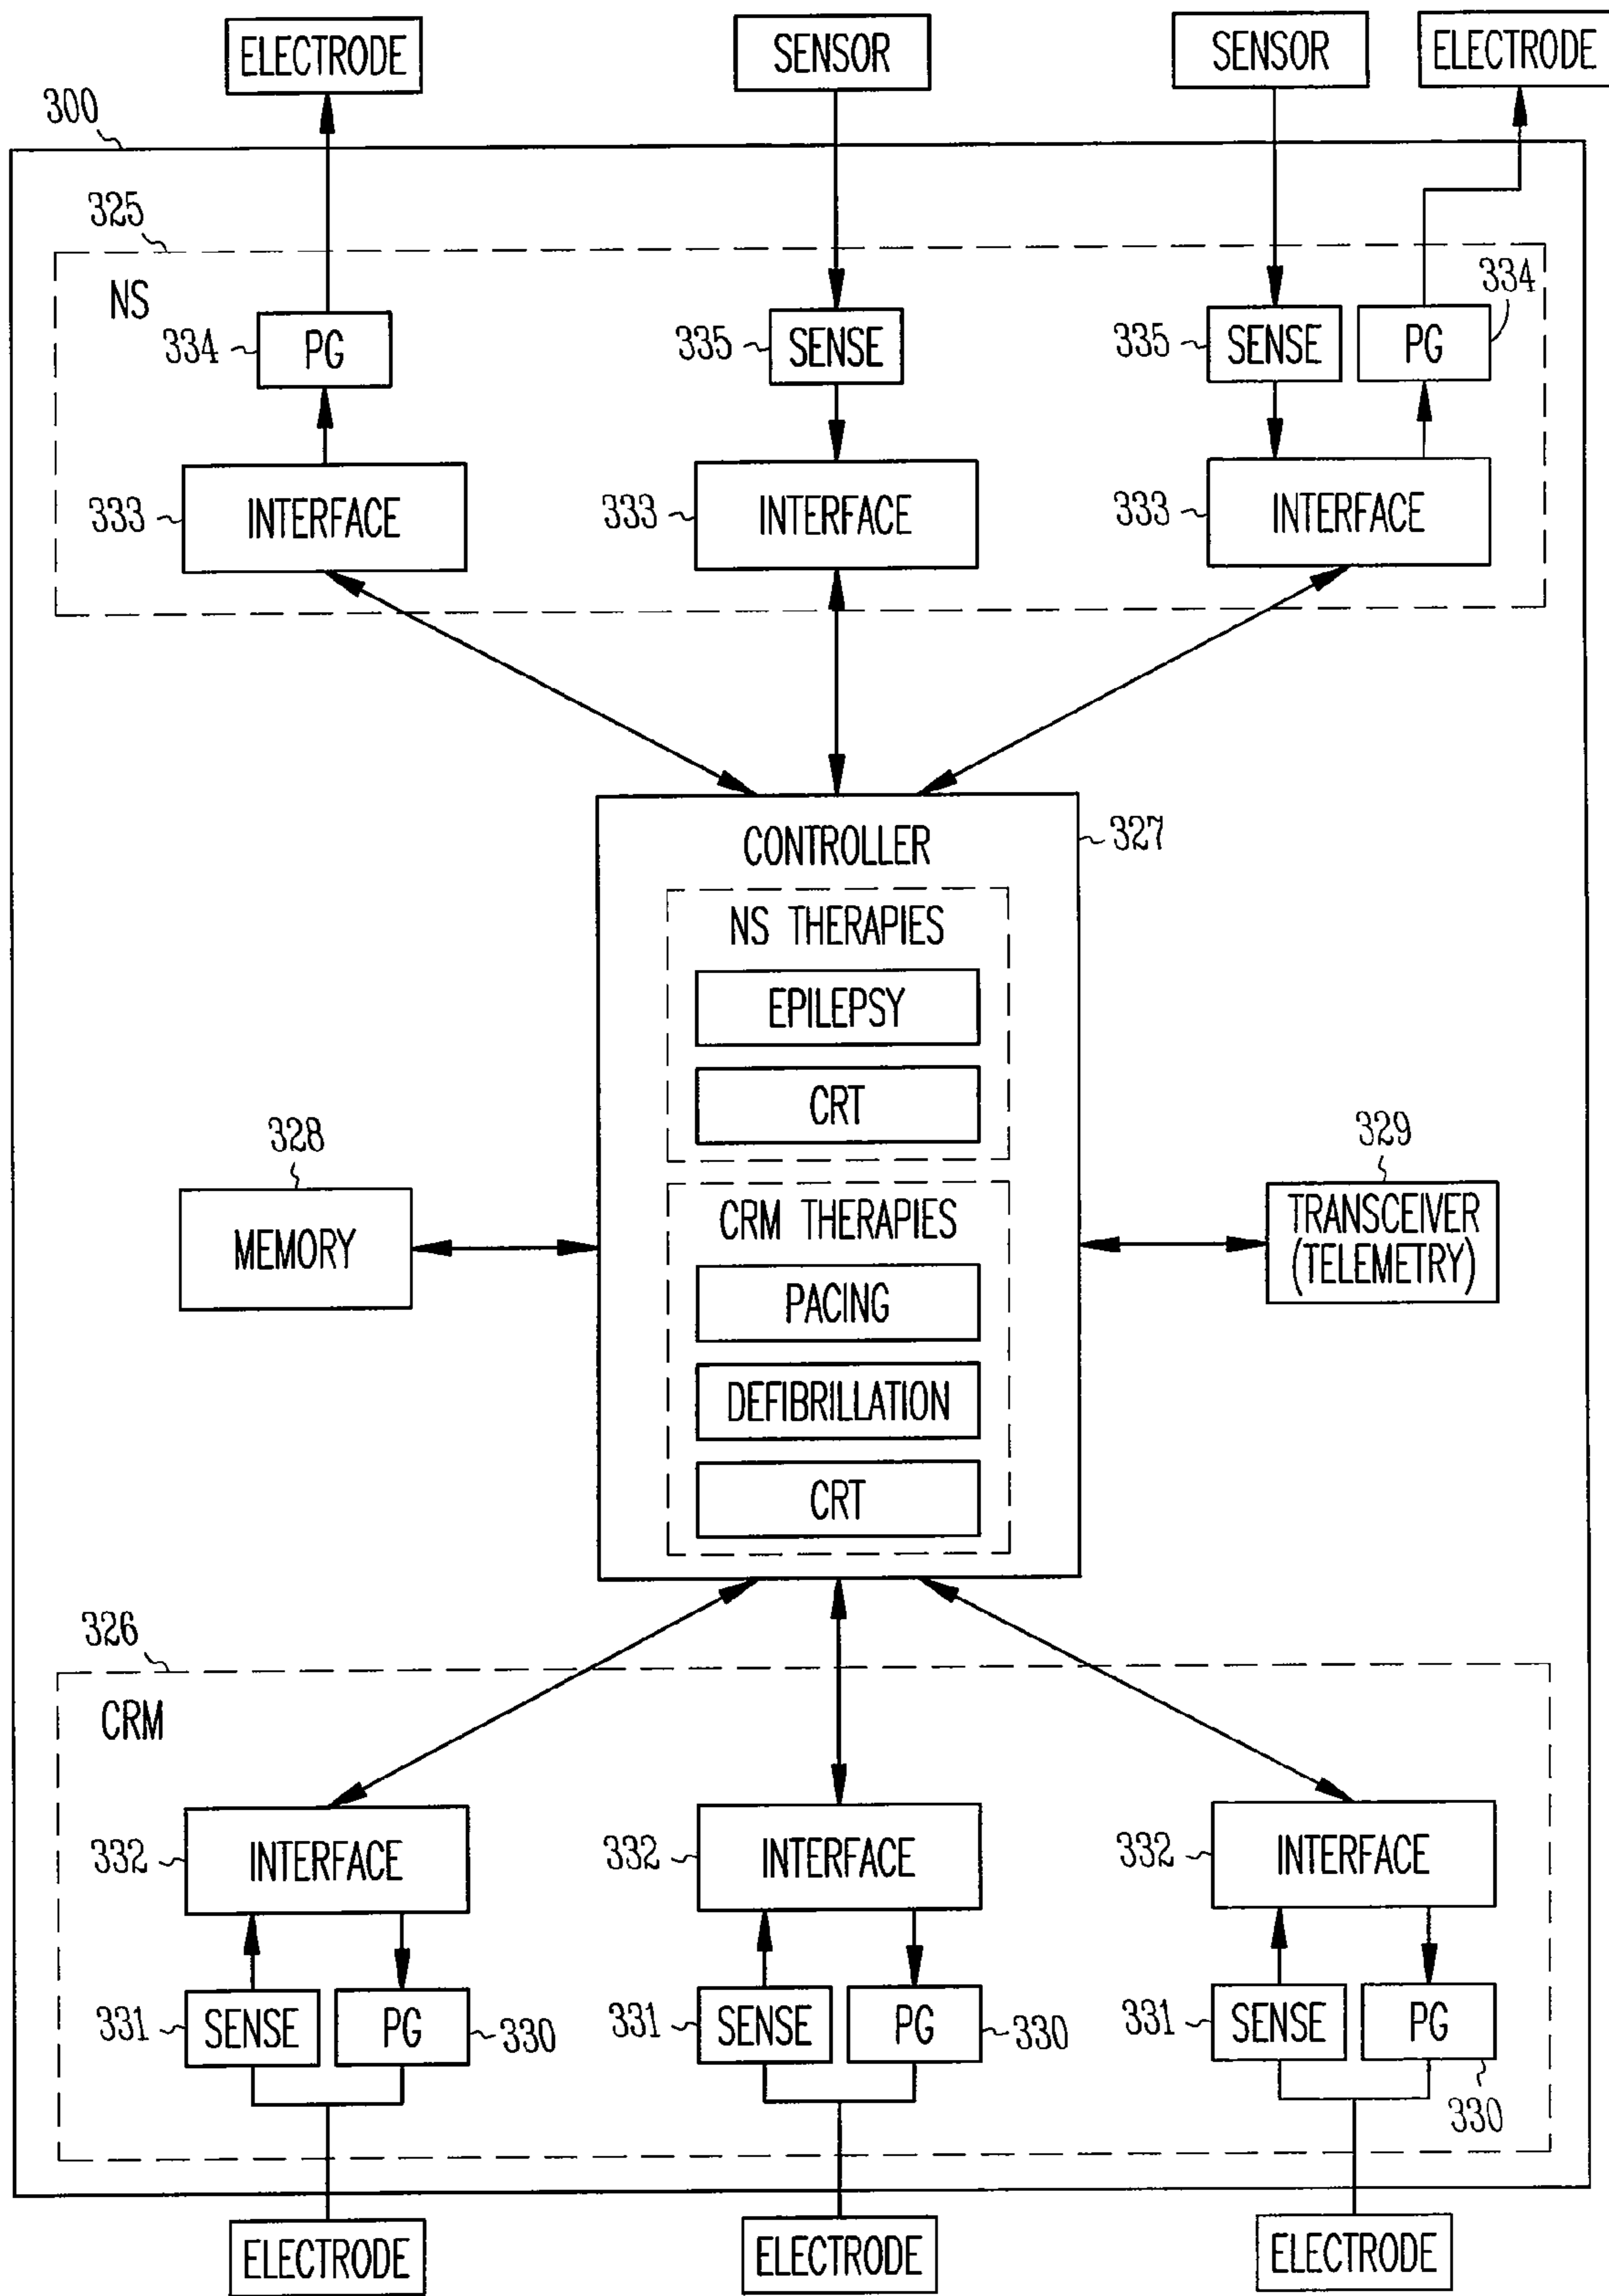 ELECTRODE
SENSOR
SENSOR
ELECTRODE
300
325
NS
334
PG
335
SENSE
335
SENSE
PG
334
333
INTERFACE
333
INTERFACE
333
INTERFACE
CONTROLLER
327
NS THERAPIES
EPILEPSY
CRT
328
MEMORY
329
TRANSCEIVER
(TELEMETRY)
CRM THERAPIES
PACING
DEFIBRILLATION
CRT
326
CRM
332
INTERFACE
332
INTERFACE
332
INTERFACE
331
SENSE
PG
330
331
SENSE
PG
330
331
SENSE
PG
330
ELECTRODE
ELECTRODE
ELECTRODE